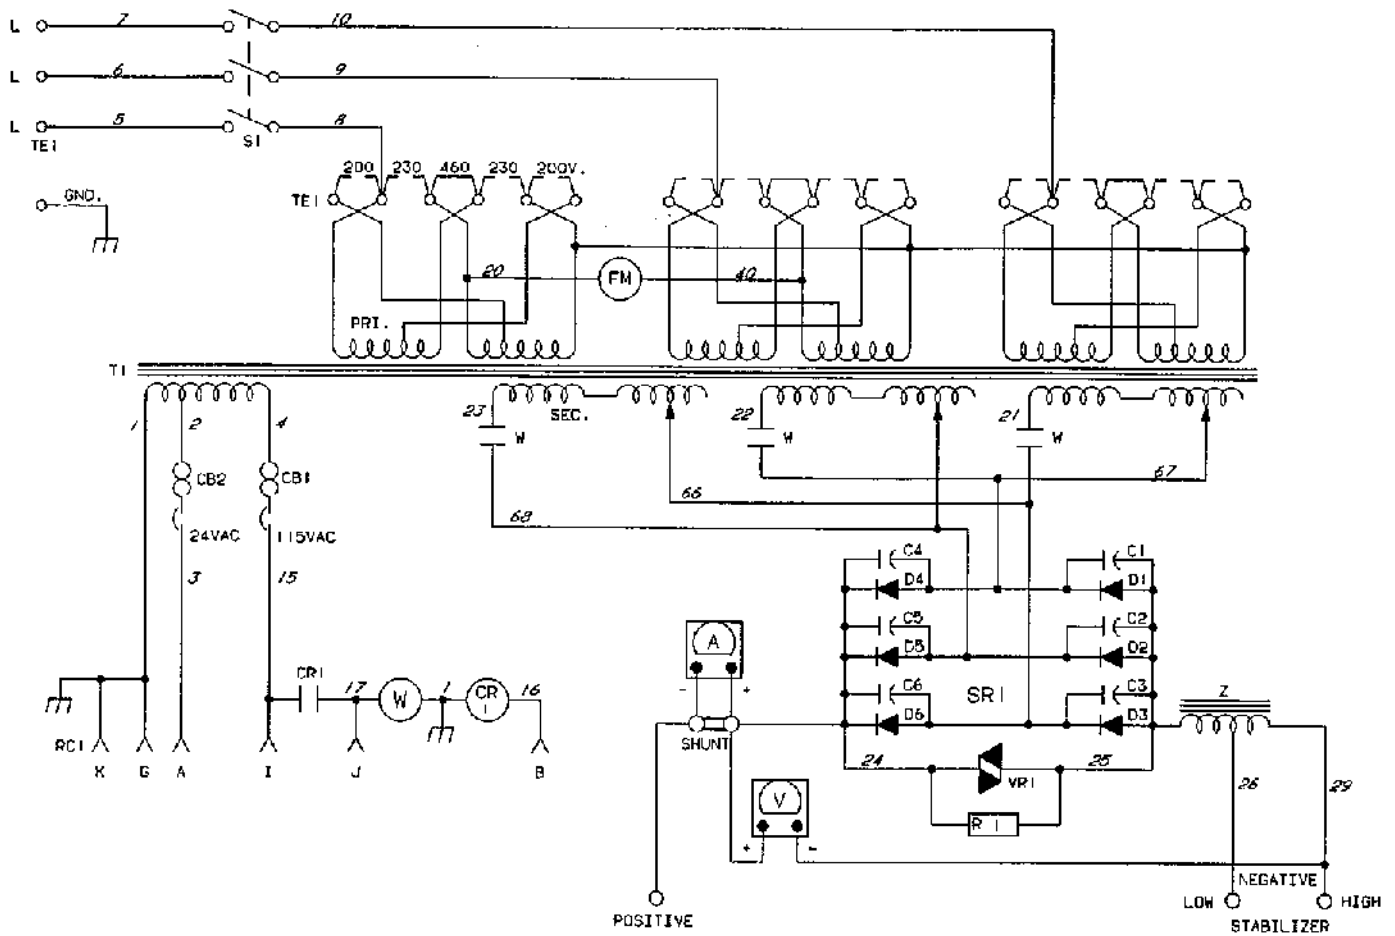 L 7 10
L 6 9
L 5 8
TE1 S1
200 230 460 230 200V.
GND. TE1
20 FM 40
PRI.
T1
1 2 4 23 SEC. 22 21
W W W
CB2 CB1
67
66
68
24VAC 115VAC
3 15
C4 C1
D4 D1
C5 C2
A D5 D2
- +
CR1 17 W 1 CR 1 16
C6 SR1 C3 Z
D6 D3
SHUNT
RC1
K G A I J B
24 VR1 25
26 29
V
R1
+ -
NEGATIVE
POSITIVE
LOW HIGH
STABILIZER